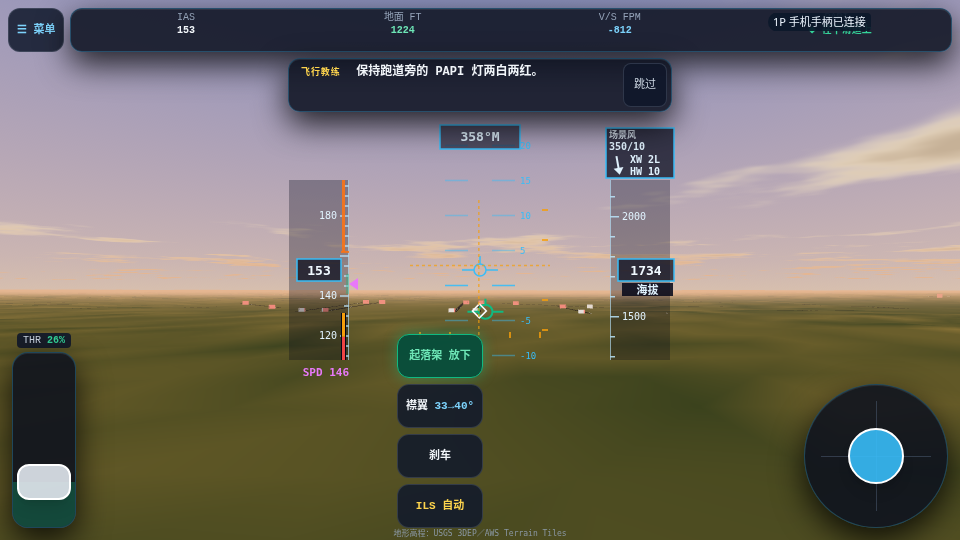 ☰ 菜单
IAS
153
地面 FT
1224
V/S FPM
-812
1P 手机手柄已连接
飞行教练 保持跑道旁的 PAPI 灯两白两红。
跳过
358°M
场景风
350/10
XW 2L
HW 10
15
10
5
-5
-10
180
153
140
120
SPD 146
2000
1734
海拔
1500
THR 26%
起落架 放下
襟翼 33→40°
刹车
ILS 自动
地形高程: USGS 3DEP／AWS Terrain Tiles